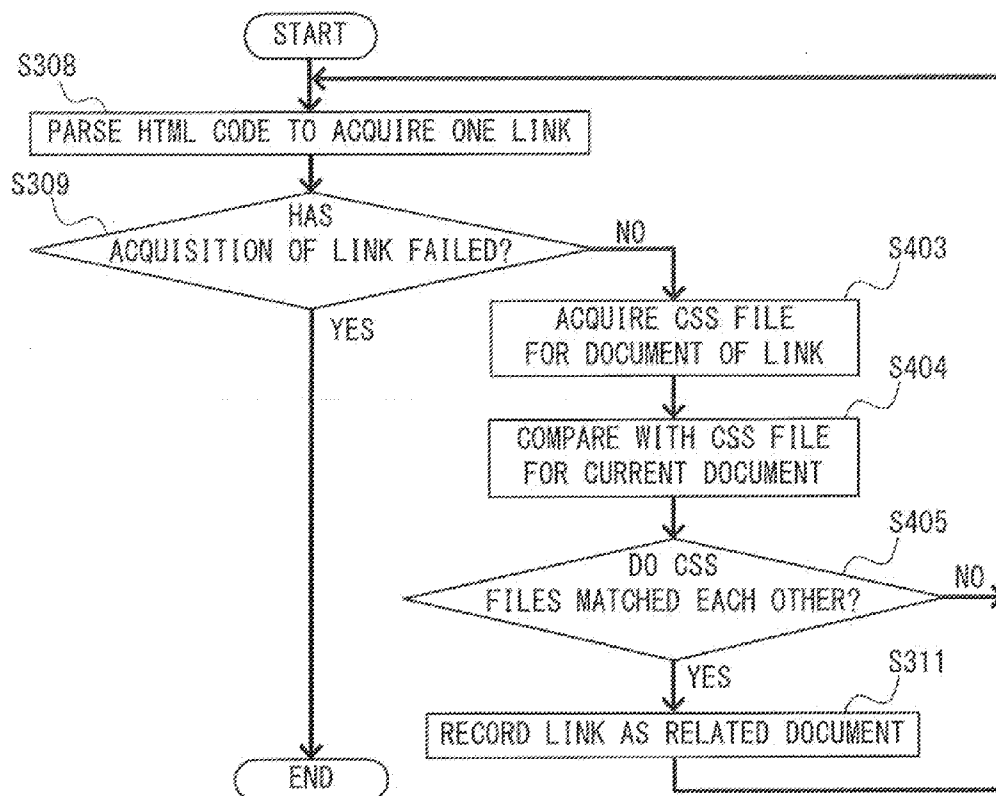 START
S308
PARSE HTML CODE TO ACQUIRE ONE LINK
S309
HAS
ACQUISITION OF LINK FAILED?
NO
YES
S403
ACQUIRE CSS FILE
FOR DOCUMENT OF LINK
S404
COMPARE WITH CSS FILE
FOR CURRENT DOCUMENT
S405
DO CSS
FILES MATCHED EACH OTHER?
NO
YES
S311
RECORD LINK AS RELATED DOCUMENT
END